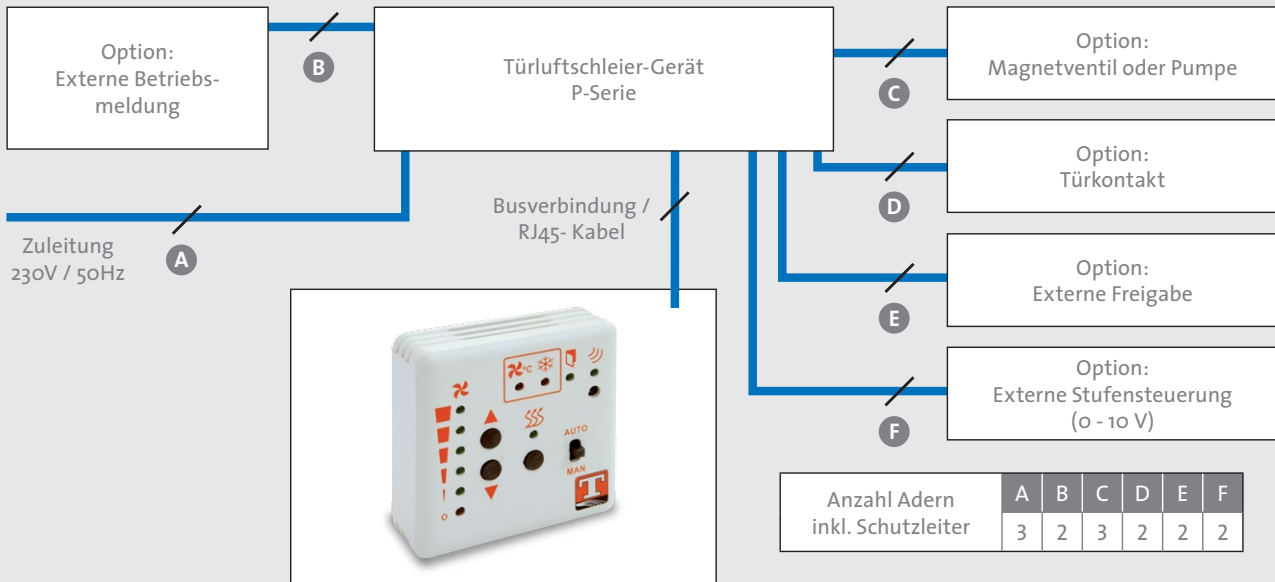 Option:
Externe Betriebs-
meldung
B
Türluftschleier-Gerät
P-Serie
Option:
Magnetventil oder Pumpe
C
Option:
Türkontakt
D
Zuleitung
230V / 50Hz
A
Busverbindung /
RJ45- Kabel
Option:
Externe Freigabe
E
Option:
Externe Stufensteuerung
(0 - 10 V)
F
°C
AUTO
MAN
0
T
Anzahl Adern
inkl. Schutzleiter
A B C D E F
3 2 3 2 2 2